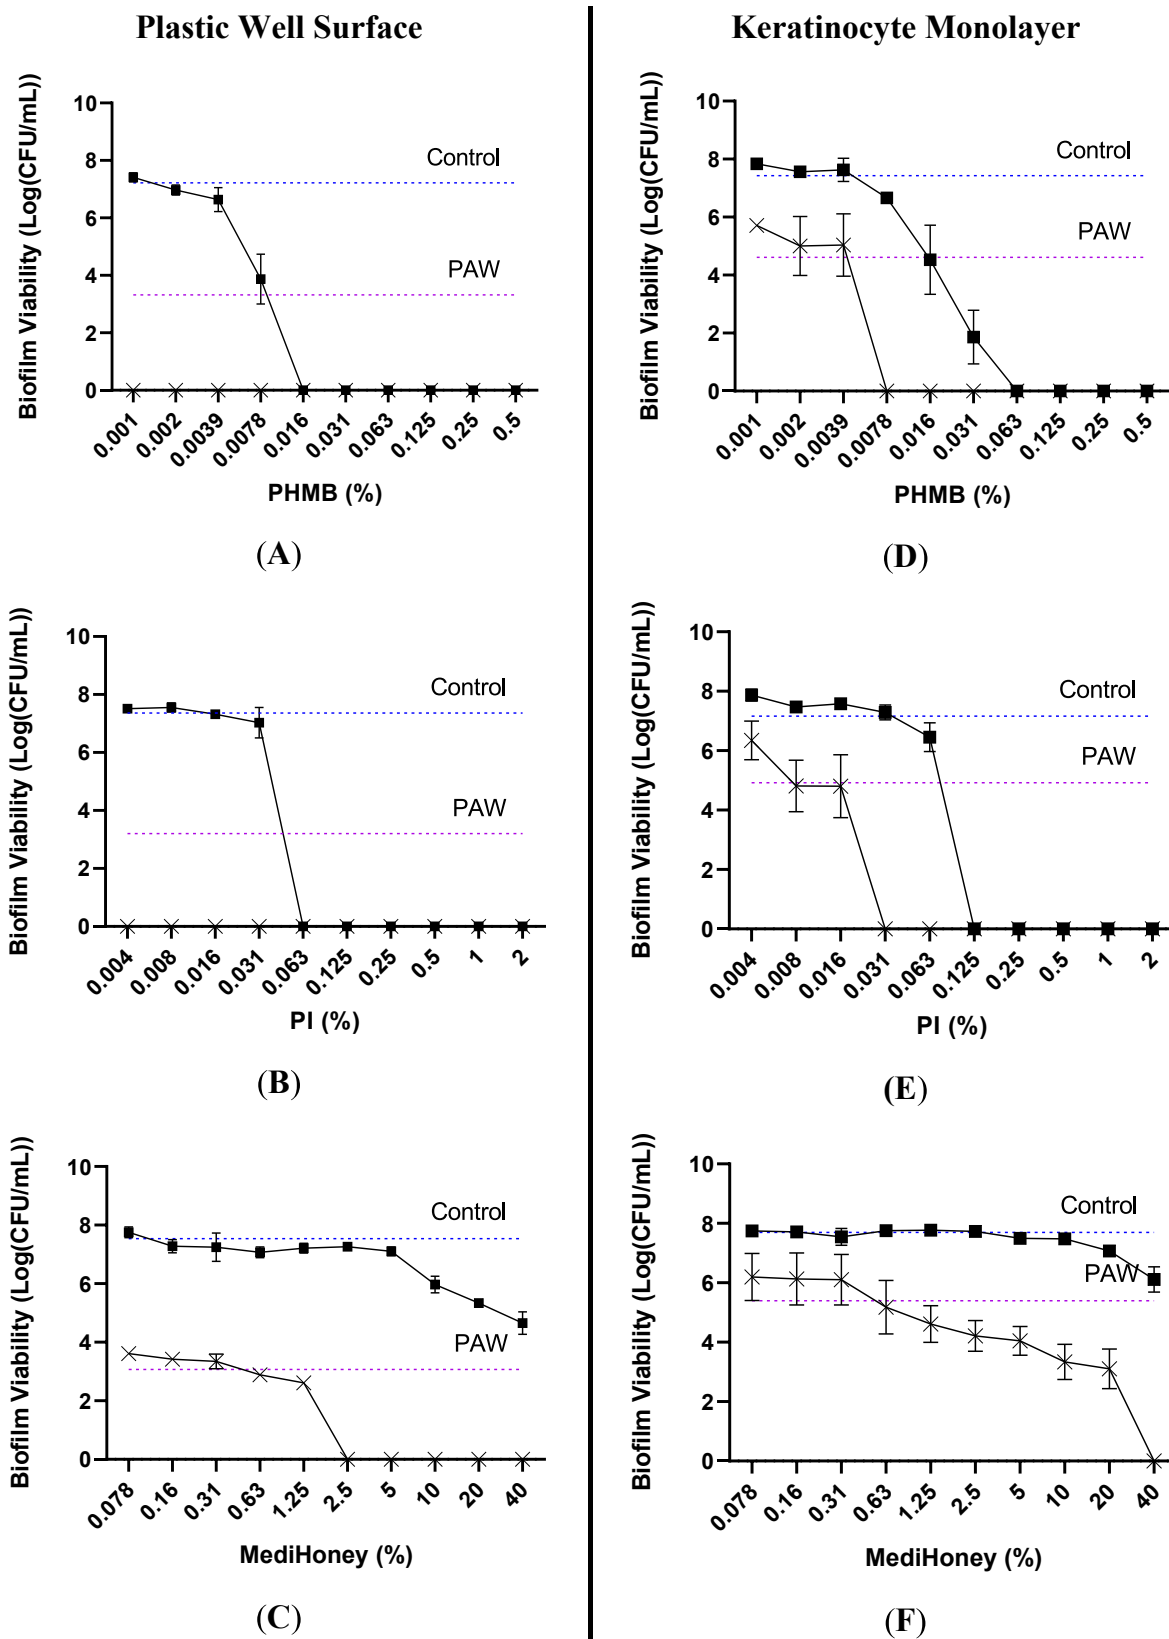 Plastic Well Surface
Biofilm Viability (Log(CFU/mL))
10
8
6
4
2
0
Control
PAW
0.001 0.002 0.0039 0.0078 0.016 0.031 0.063 0.125 0.25 0.5
PHMB (%)
(A)
Biofilm Viability (Log(CFU/mL))
10
8
6
4
2
0
Control
PAW
0.004 0.008 0.016 0.031 0.063 0.125 0.25 0.5 1 2
PI (%)
(B)
Biofilm Viability (Log(CFU/mL))
10
8
6
4
2
0
Control
PAW
0.078 0.16 0.31 0.63 1.25 2.5 5 10 20 40
MediHoney (%)
(C)
Keratinocyte Monolayer
Biofilm Viability (Log(CFU/mL))
10
8
6
4
2
0
Control
PAW
0.001 0.002 0.0039 0.0078 0.016 0.031 0.063 0.125 0.25 0.5
PHMB (%)
(D)
Biofilm Viability (Log(CFU/mL))
10
8
6
4
2
0
Control
PAW
0.004 0.008 0.016 0.031 0.063 0.125 0.25 0.5 1 2
PI (%)
(E)
Biofilm Viability (Log(CFU/mL))
10
8
6
4
2
0
Control
PAW
0.078 0.16 0.31 0.63 1.25 2.5 5 10 20 40
MediHoney (%)
(F)